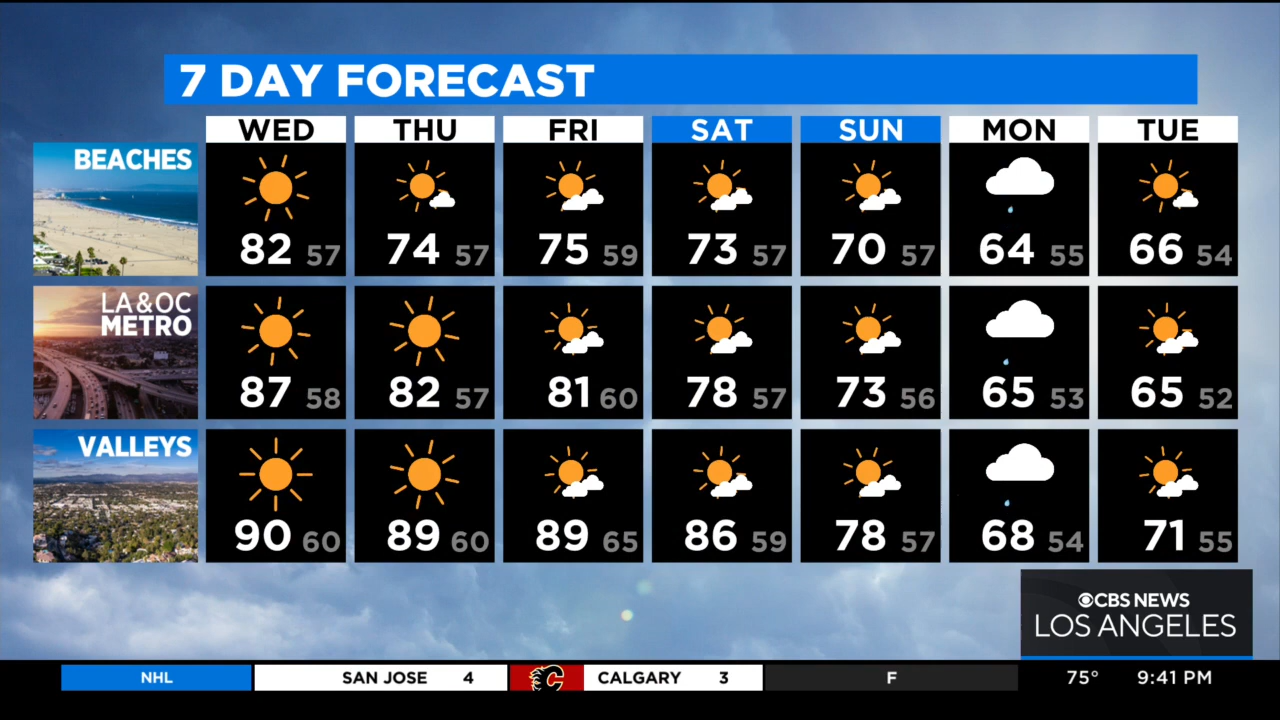 7 DAY FORECAST
WED THU FRI SAT SUN MON TUE
BEACHES
82 57 74 57 75 59 73 57 70 57 64 55 66 54
LA & OC
METRO
87 58 82 57 81 60 78 57 73 56 65 53 65 52
VALLEYS
90 60 89 60 89 65 86 59 78 57 68 54 71 55
CBS NEWS
LOS ANGELES
NHL SAN JOSE 4 C CALGARY 3 F 75° 9:41 PM